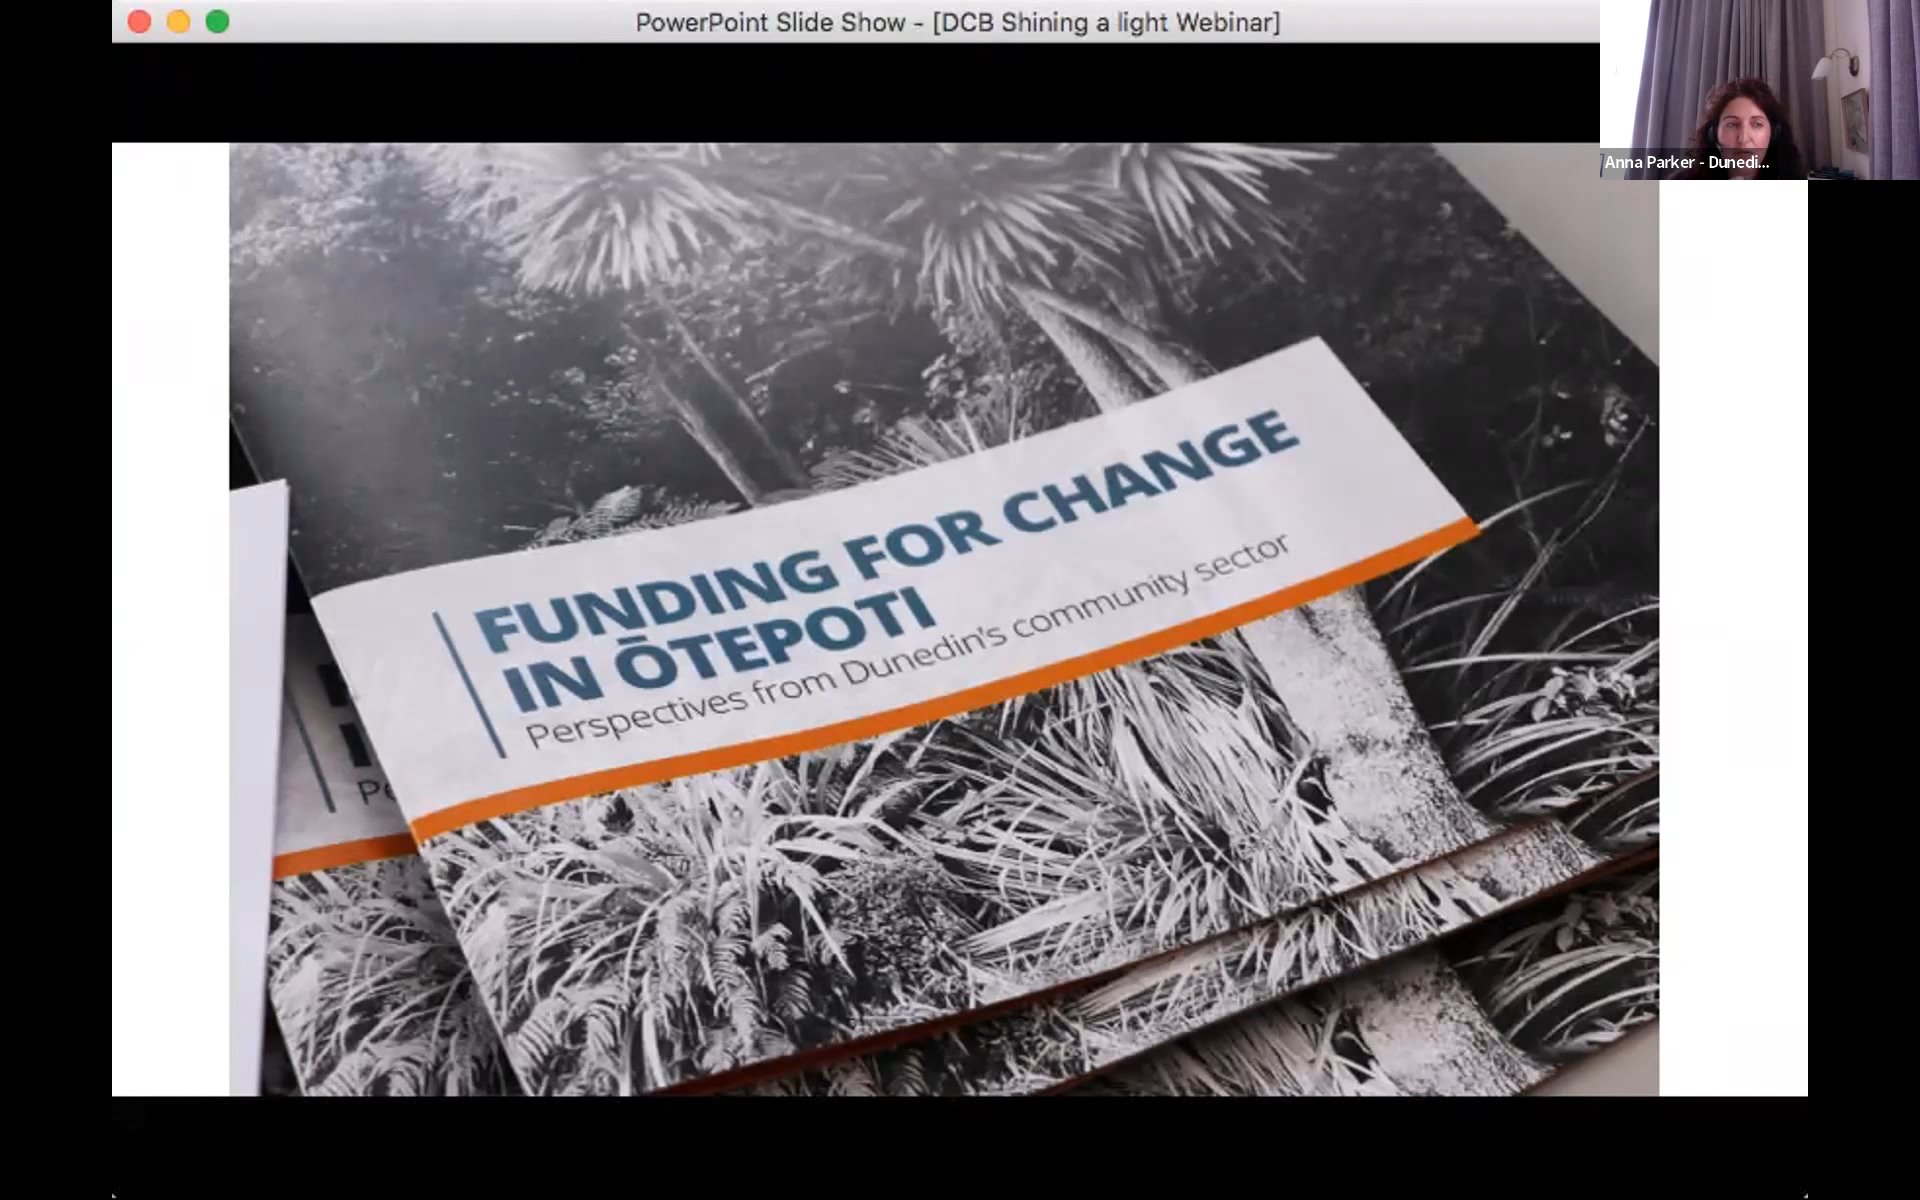 PowerPoint Slide Show - [DCB Shining a light Webinar]
Anna Parker - Dunedi...
FUNDING FOR CHANGE
IN ŌTEPOTI
Perspectives from Dunedin's community sector